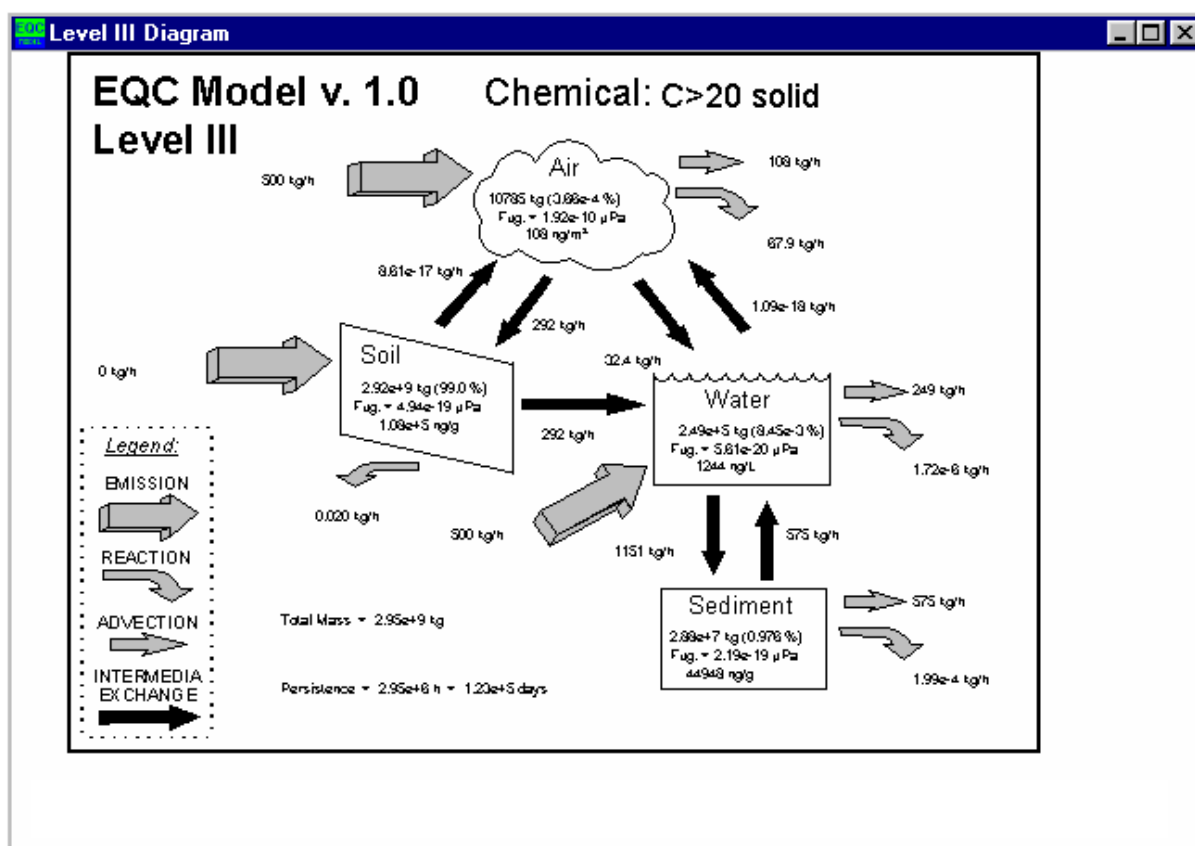 EQC
Level III Diagram
EQC Model v. 1.0
Level III
Chemical: C>20 solid
500 kg/h
Air
10785 kg (3.66e-4 %)
Fug. = 1.92e-10 µPa
108 ng/m³
108 kg/h
67.9 kg/h
8.61e-17 kg/h
292 kg/h
32.4 kg/h
1.09e-18 kg/h
0 kg/h
Soil
2.92e+9 kg (99.0 %)
Fug. = 4.94e-19 µPa
1.08e+5 ng/g
292 kg/h
0.020 kg/h
Water
2.49e+5 kg (8.45e-3 %)
Fug. = 5.61e-20 µPa
1244 ng/L
249 kg/h
1.72e-6 kg/h
500 kg/h
1151 kg/h
575 kg/h
Sediment
2.88e+7 kg (0.976 %)
Fug. = 2.19e-19 µPa
44948 ng/g
575 kg/h
1.99e-4 kg/h
Legend:
EMISSION
REACTION
ADVECTION
INTERMEDIA
EXCHANGE
Total Mass = 2.95e+9 kg
Persistence = 2.95e+6 h = 1.23e+5 days